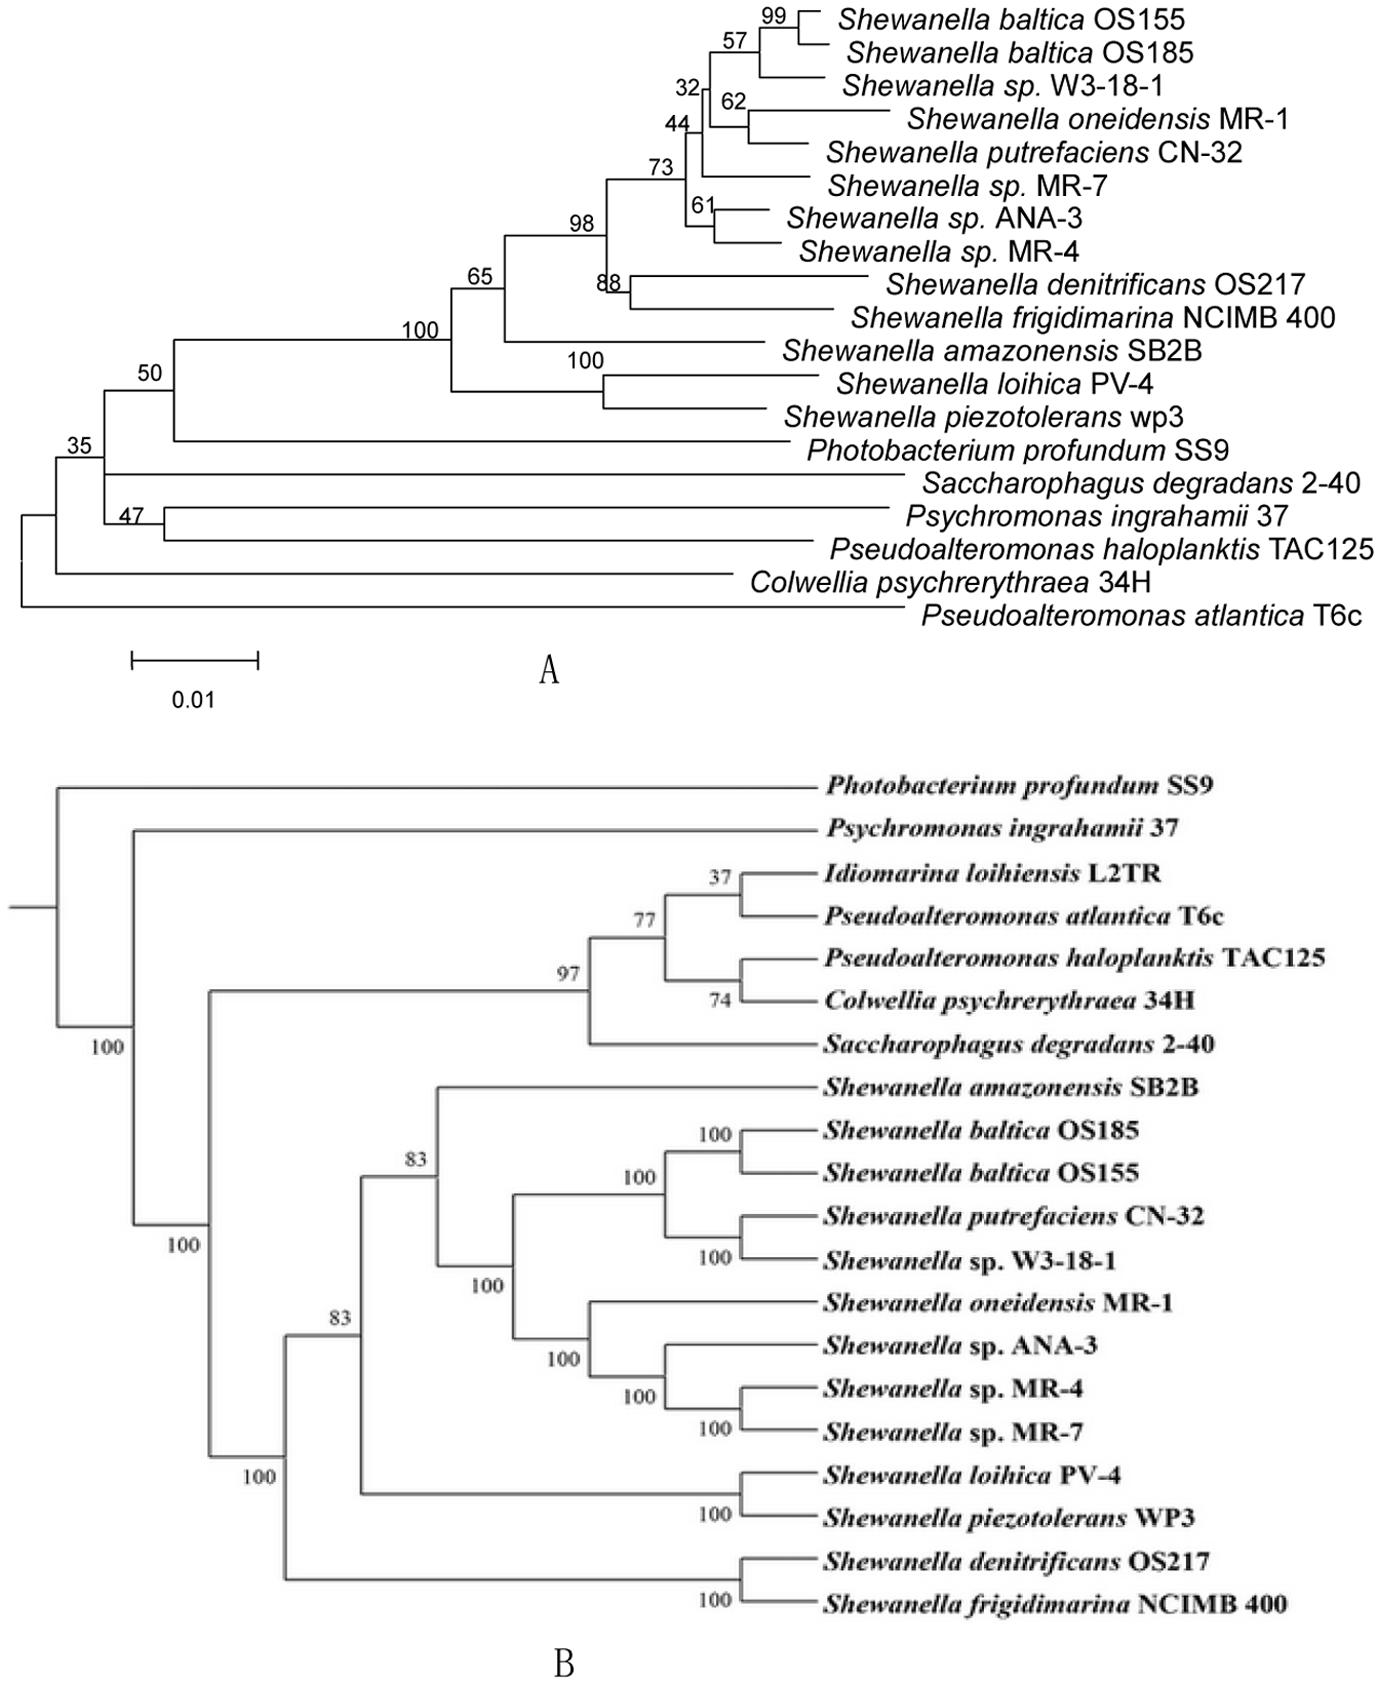 99
Shewanella baltica OS155
57
Shewanella baltica OS185
32
Shewanella sp. W3-18-1
62
Shewanella oneidensis MR-1
44
Shewanella putrefaciens CN-32
73
Shewanella sp. MR-7
61
Shewanella sp. ANA-3
98
Shewanella sp. MR-4
65
88
Shewanella denitrificans OS217
Shewanella frigidimarina NCIMB 400
100
Shewanella amazonensis SB2B
100
50
Shewanella loihica PV-4
Shewanella piezotolerans wp3
35
Photobacterium profundum SS9
Saccharophagus degradans 2-40
47
Psychromonas ingrahamii 37
Pseudoalteromonas haloplanktis TAC125
Colwellia psychrerythraea 34H
Pseudoalteromonas atlantica T6c
0.01
A
Photobacterium profundum SS9
Psychromonas ingrahamii 37
37
Idiomarina loihiensis L2TR
77
Pseudoalteromonas atlantica T6c
97
Pseudoalteromonas haloplanktis TAC125
74
Colwellia psychrerythraea 34H
100
Saccharophagus degradans 2-40
Shewanella amazonensis SB2B
100
Shewanella baltica OS185
83
100
Shewanella baltica OS155
Shewanella putrefaciens CN-32
100
100
Shewanella sp. W3-18-1
100
Shewanella oneidensis MR-1
83
100
Shewanella sp. ANA-3
100
Shewanella sp. MR-4
100
Shewanella sp. MR-7
100
Shewanella loihica PV-4
100
Shewanella piezotolerans WP3
Shewanella denitrificans OS217
100
Shewanella frigidimarina NCIMB 400
B